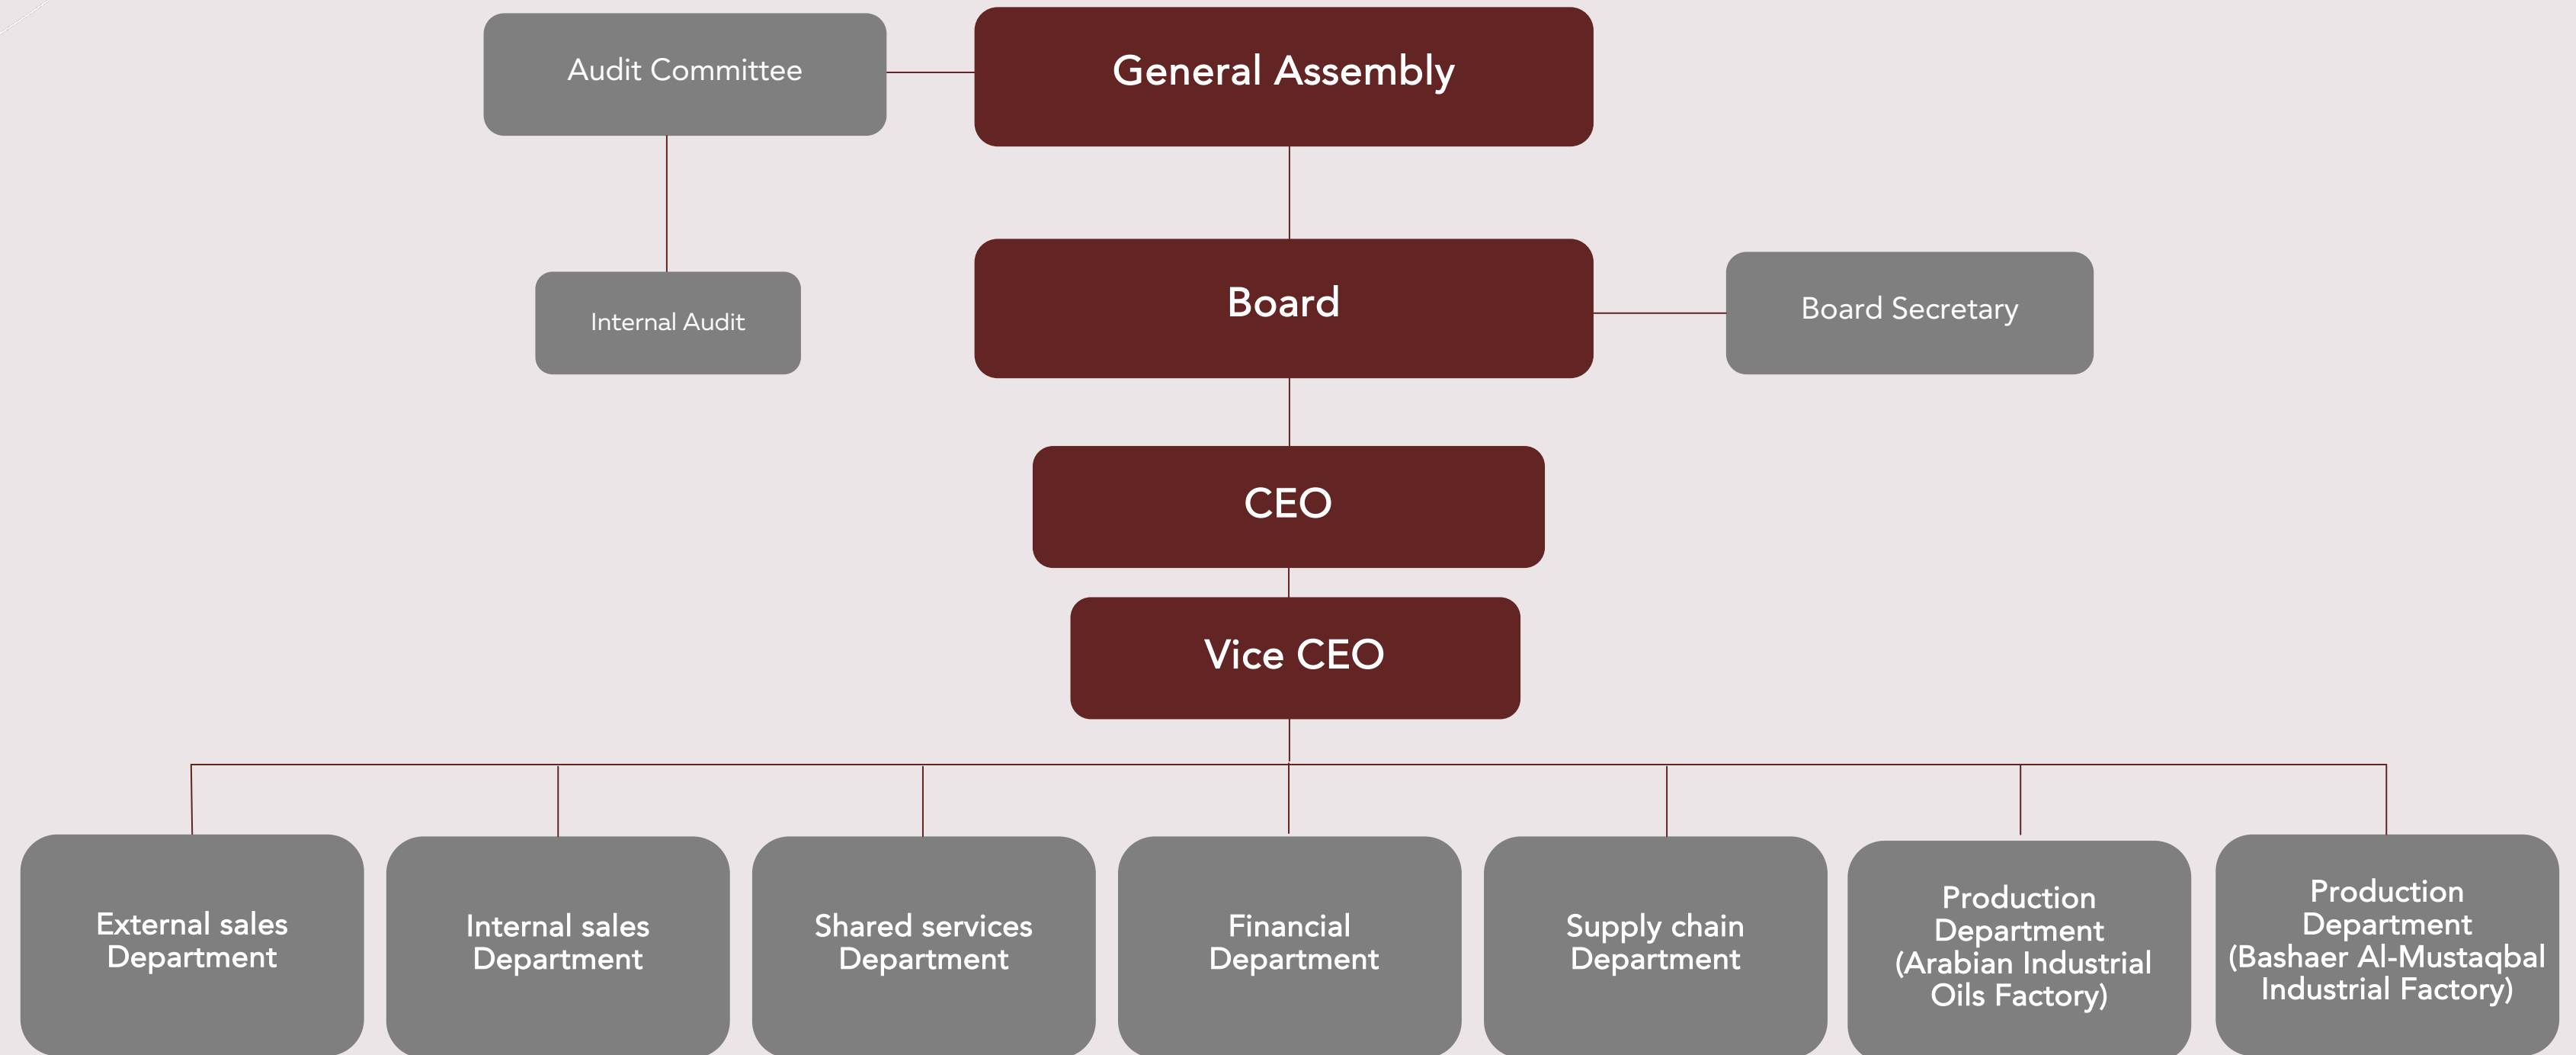 Audit Committee
General Assembly
Internal Audit
Board
Board Secretary
CEO
Vice CEO
External sales
Department
Internal sales
Department
Shared services
Department
Financial
Department
Supply chain
Department
Production
Department
(Arabian Industrial
Oils Factory)
Production
Department
(Bashaer Al-Mustaqbal
Industrial Factory)